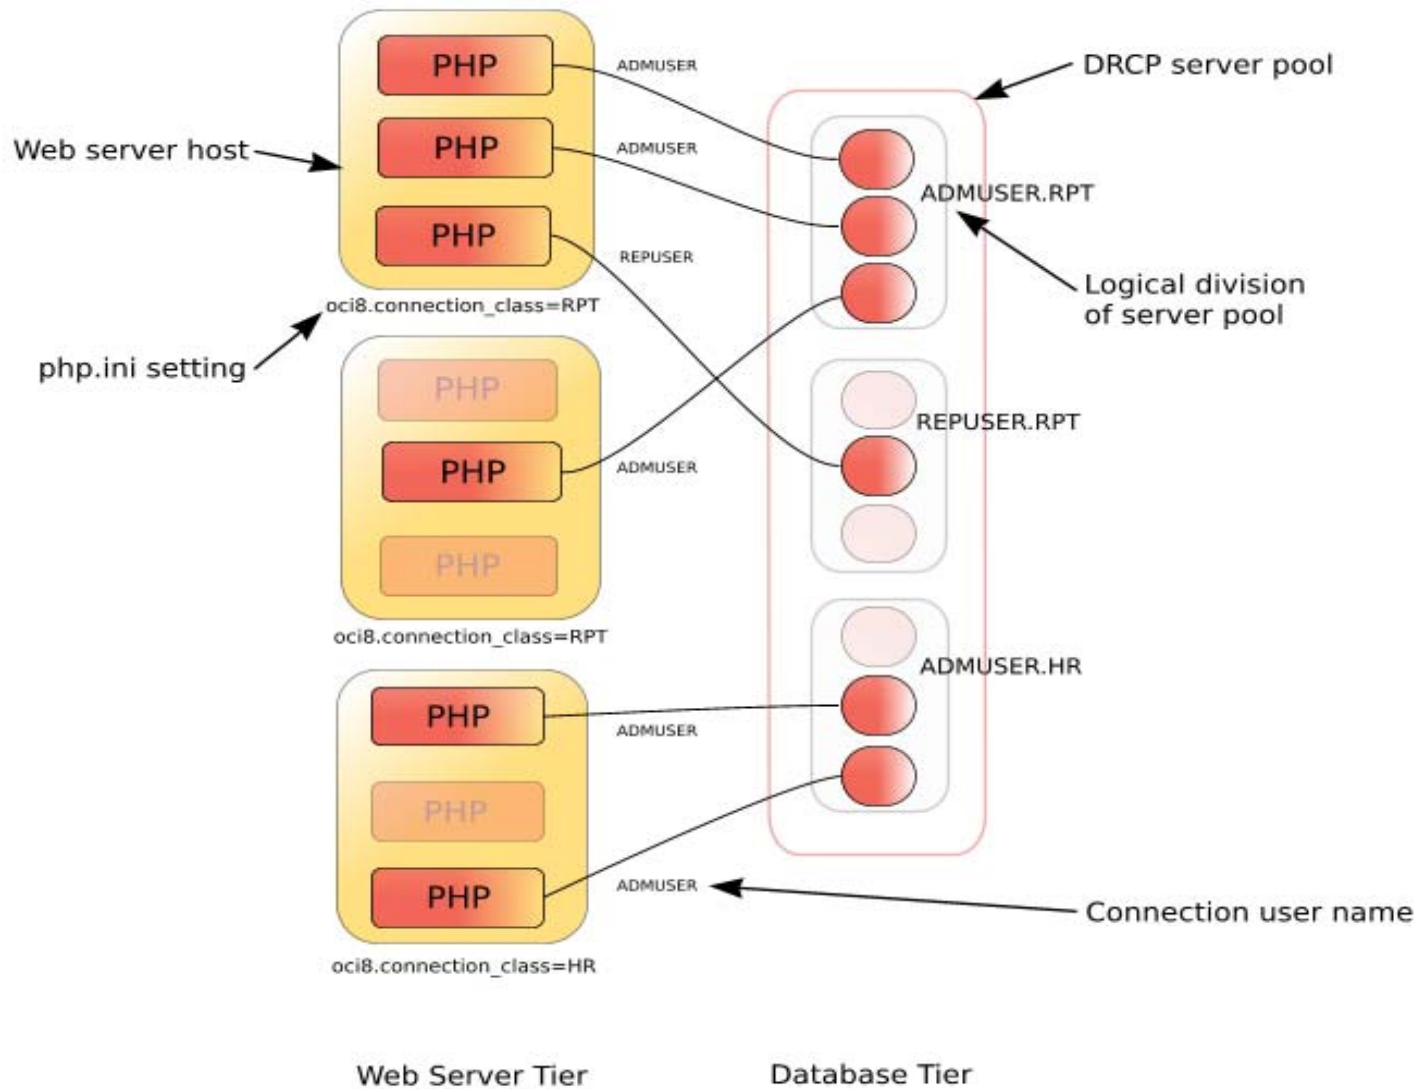 PHP
ADMUSER
DRCP server pool
Web server host
PHP
ADMUSER
ADMUSER.RPT
PHP
REPUSER
Logical division
of server pool
oci8.connection_class=RPT
php.ini setting
PHP
REPUSER.RPT
PHP
ADMUSER
PHP
oci8.connection_class=RPT
ADMUSER.HR
PHP
ADMUSER
PHP
PHP
ADMUSER
Connection user name
oci8.connection_class=HR
Web Server Tier
Database Tier